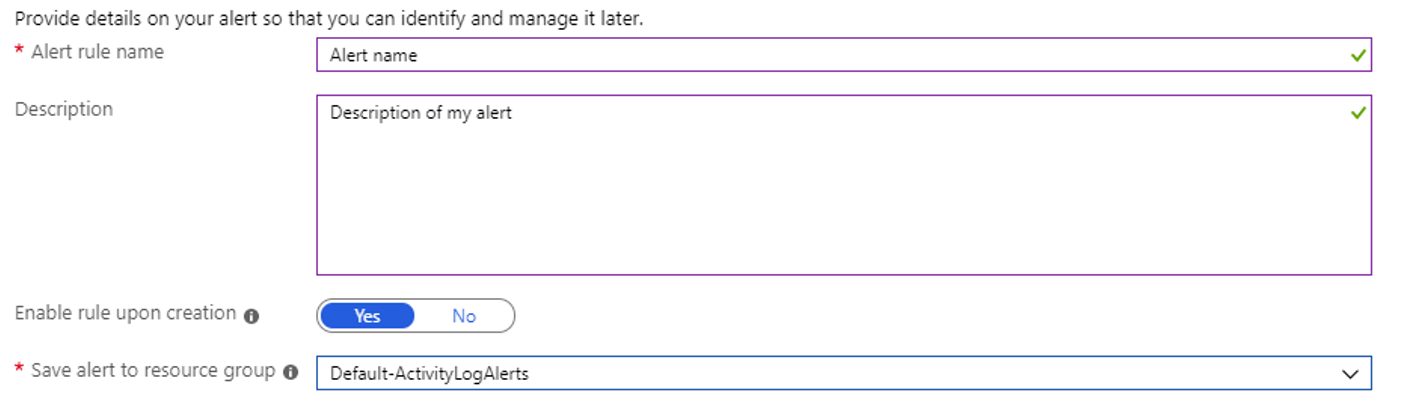 Provide details on your alert so that you can identify and manage it later.
* Alert rule name
Alert name
Description
Description of my alert
Enable rule upon creation
Yes No
* Save alert to resource group
Default-ActivityLogAlerts